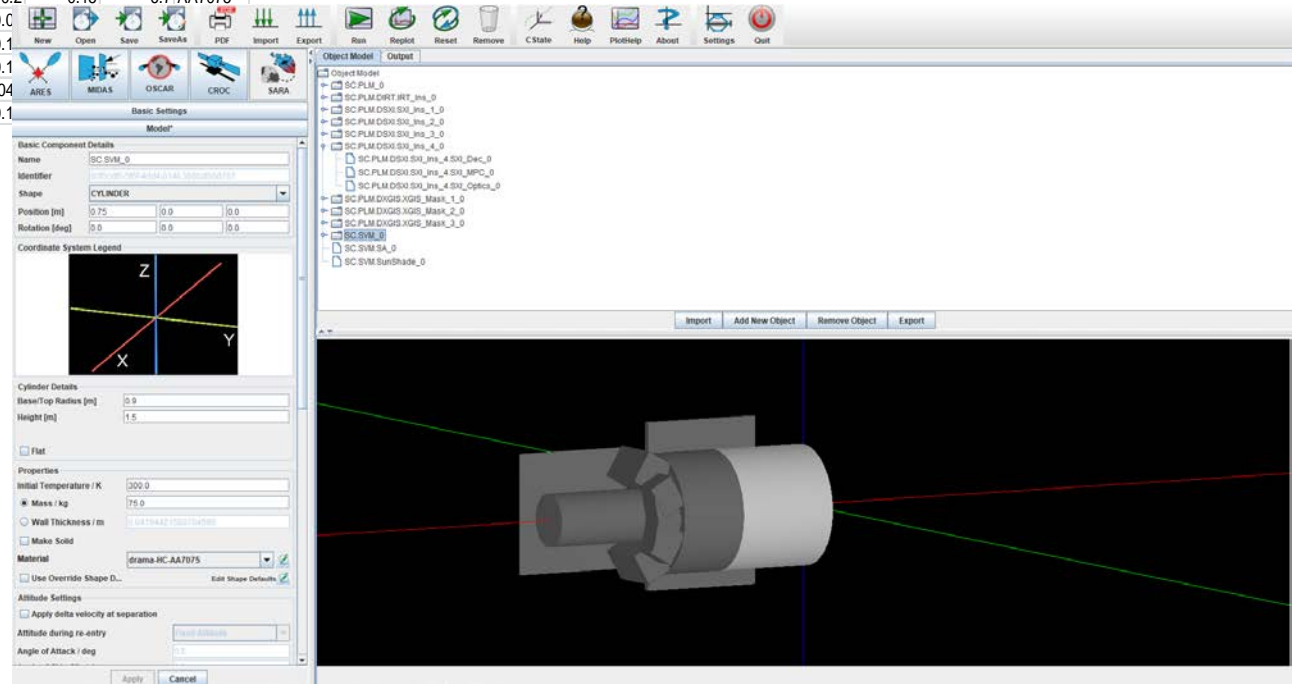 0.2 0.15 0.7 AA7075
New Open Save SaveAs PDF Import Export Run Replot Reset Remove CState Help PlotHelp About Settings Quit
ARES MIDAS OSCAR CROC SARA
Basic Settings
Model*
Basic Component Details
Name SC.SVM_0
Identifier
Shape CYLINDER
Position [m] 0.75 0.0 0.0
Rotation [deg] 0.0 0.0 0.0
Coordinate System Legend
Z
Y
X
Cylinder Details
Base/Top Radius [m] 0.9
Height [m] 1.5
Flat
Properties
Initial Temperature / K 300.0
Mass / kg 75.0
Wall Thickness / m
Make Solid
Material drama-HC-AA7075
Use Override Shape D... Edit Shape Defaults
Attitude Settings
Apply delta velocity at separation
Attitude during re-entry Fixed Attitude
Angle of Attack / deg
Apply Cancel
Object Model Output
Object Model
SC.PLM_0
SC.PLM.DIRT.IRT_Ins_0
SC.PLM.DSXI.SXI_Ins_1_0
SC.PLM.DSXI.SXI_Ins_2_0
SC.PLM.DSXI.SXI_Ins_3_0
SC.PLM.DSXI.SXI_Ins_4_0
SC.PLM.DSXI.SXI_Ins_4.SXI_Dec_0
SC.PLM.DSXI.SXI_Ins_4.SXI_MPC_0
SC.PLM.DSXI.SXI_Ins_4.SXI_Optics_0
SC.PLM.DXGIS.XGIS_Mask_1_0
SC.PLM.DXGIS.XGIS_Mask_2_0
SC.PLM.DXGIS.XGIS_Mask_3_0
SC.SVM_0
SC.SVM.SA_0
SC.SVM.SunShade_0
Import Add New Object Remove Object Export